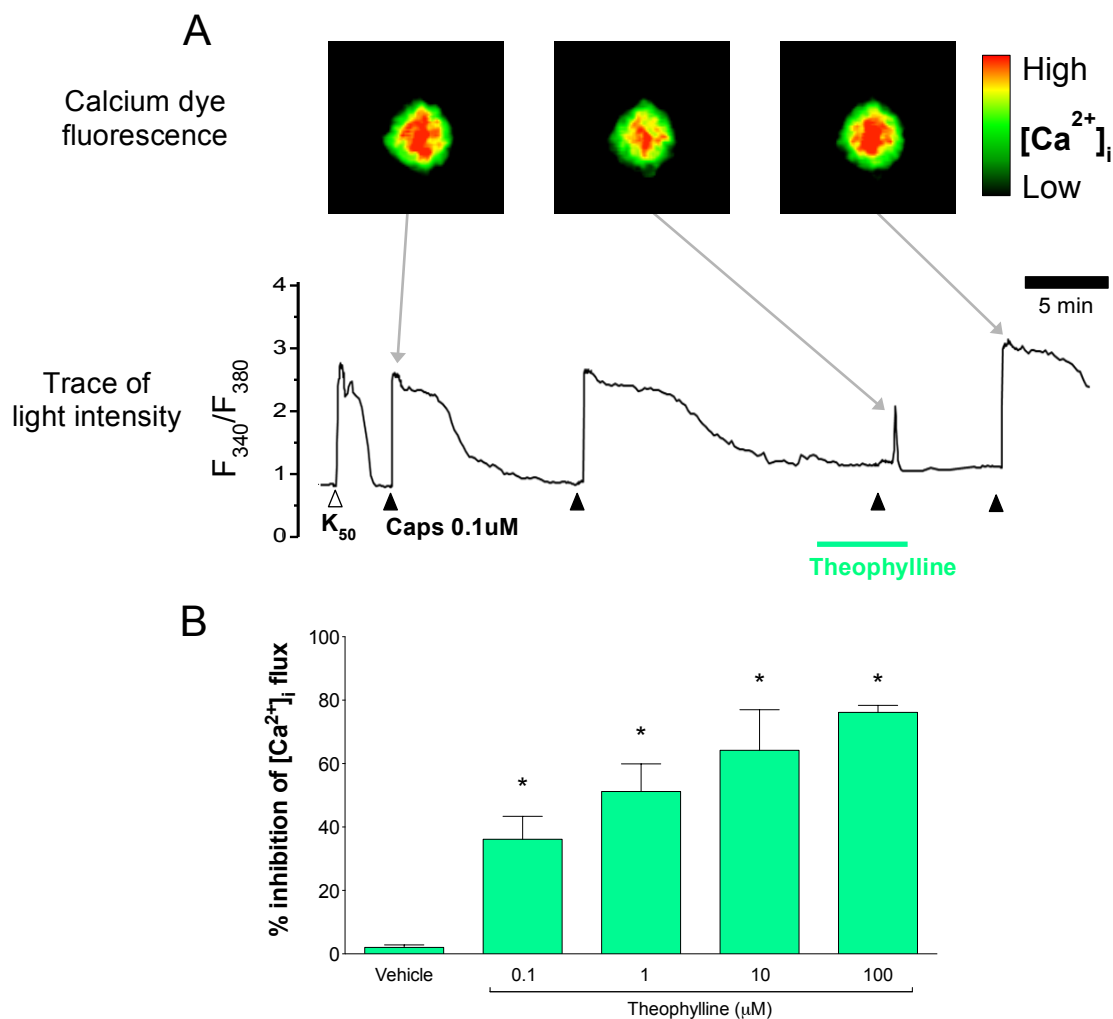 A
Calcium dye
fluorescence
High
[Ca²⁺]ᵢ
Low
5 min
Trace of
light intensity
F₃₄₀/F₃₈₀
4
3
2
1
0
K₅₀
Caps 0.1uM
Theophylline
B
% inhibition of [Ca²⁺]ᵢ flux
100
80
60
40
20
0
* * * *
Vehicle 0.1 1 10 100
Theophylline (μM)